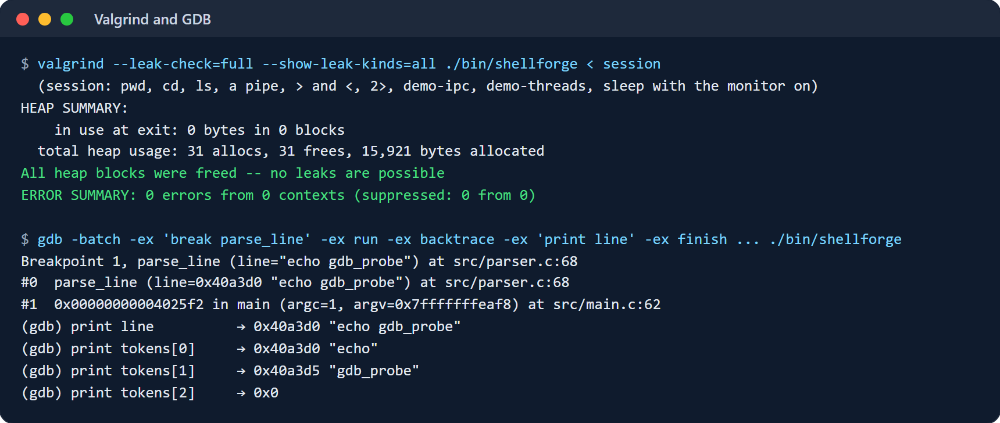 Valgrind and GDB
$ valgrind --leak-check=full --show-leak-kinds=all ./bin/shellforge < session
  (session: pwd, cd, ls, a pipe, > and <, 2>, demo-ipc, demo-threads, sleep with the monitor on)
HEAP SUMMARY:
    in use at exit: 0 bytes in 0 blocks
  total heap usage: 31 allocs, 31 frees, 15,921 bytes allocated
All heap blocks were freed -- no leaks are possible
ERROR SUMMARY: 0 errors from 0 contexts (suppressed: 0 from 0)
$ gdb -batch -ex 'break parse_line' -ex run -ex backtrace -ex 'print line' -ex finish ... ./bin/shellforge
Breakpoint 1, parse_line (line="echo gdb_probe") at src/parser.c:68
#0  parse_line (line=0x40a3d0 "echo gdb_probe") at src/parser.c:68
#1  0x00000000004025f2 in main (argc=1, argv=0x7fffffffeaf8) at src/main.c:62
(gdb) print line          → 0x40a3d0 "echo gdb_probe"
(gdb) print tokens[0]     → 0x40a3d0 "echo"
(gdb) print tokens[1]     → 0x40a3d5 "gdb_probe"
(gdb) print tokens[2]     → 0x0